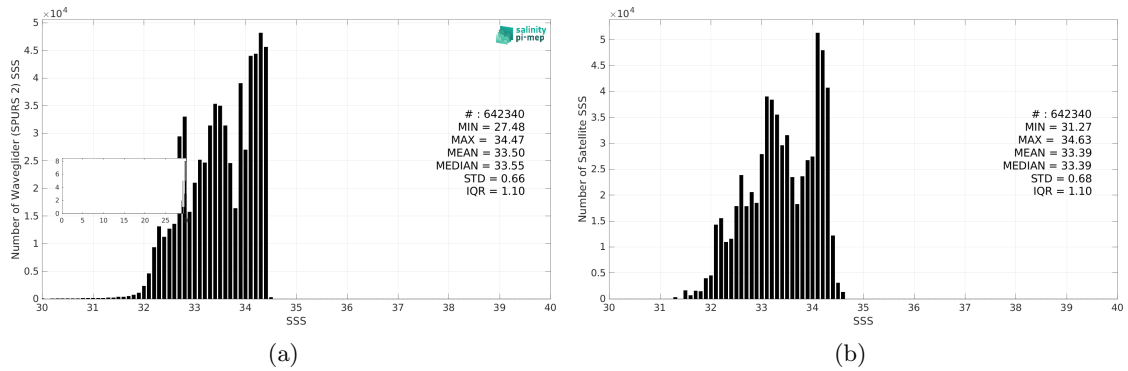 ×10⁴
salinity
pi-mep
Number of Waveglider (SPURS 2) SSS
5
4.5
4
3.5
3
2.5
2
1.5
1
0.5
0
# : 642340
MIN = 27.48
MAX = 34.47
MEAN = 33.50
MEDIAN = 33.55
STD = 0.66
IQR = 1.10
8
6
4
2
0
0 5 10 15 20 25
30 31 32 33 34 35 36 37 38 39 40
SSS
(a)
×10⁴
Number of Satellite SSS
5
4.5
4
3.5
3
2.5
2
1.5
1
0.5
0
# : 642340
MIN = 31.27
MAX = 34.63
MEAN = 33.39
MEDIAN = 33.39
STD = 0.68
IQR = 1.10
30 31 32 33 34 35 36 37 38 39 40
SSS
(b)